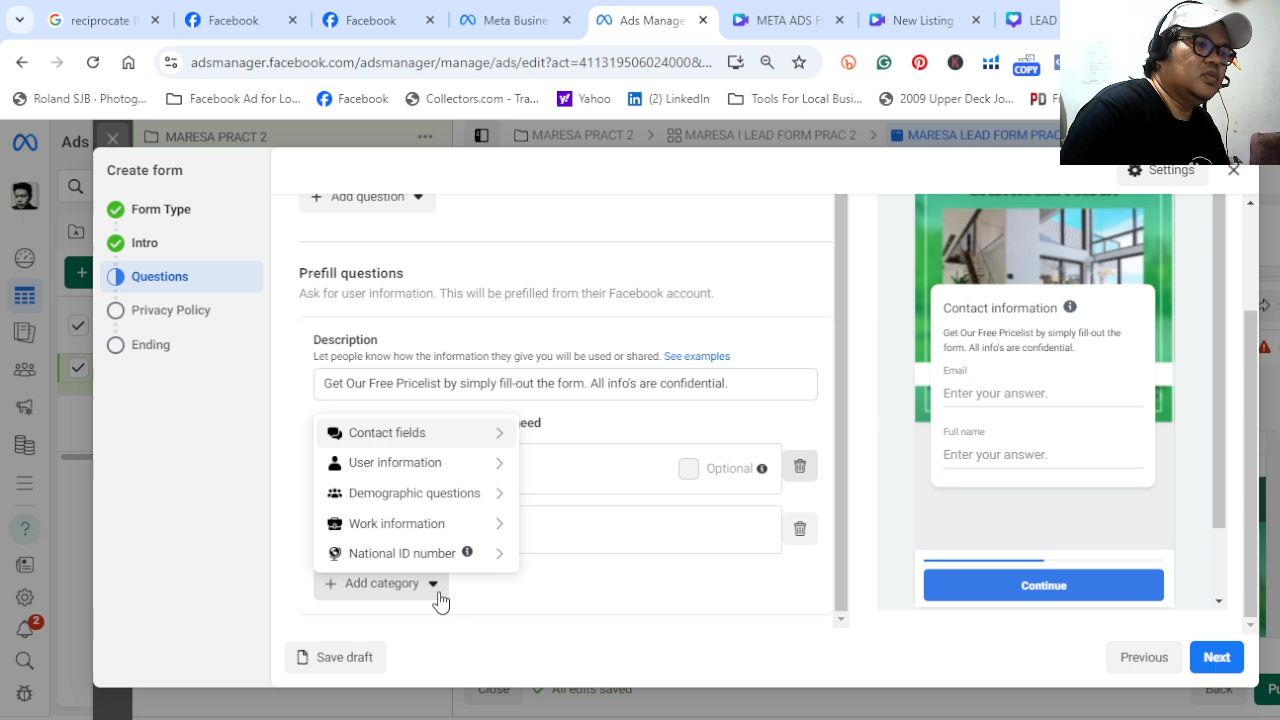 reciprocate l
Facebook
Facebook
Meta Busine
Ads Manage
META ADS F
New Listing
LEAD
adsmanager.facebook.com/adsmanager/manage/ads/edit?act=4113195060240000&...
COPY
Roland SJB - Photog...
Facebook Ad for Lo...
Facebook
Collectors.com - Tra...
Yahoo
(2) LinkedIn
Tools For Local Busi...
2009 Upper Deck Jo...
PD
Ads
MARESA PRACT 2
MARESA PRACT 2
MARESA I LEAD FORM PRAC 2
MARESA LEAD FORM PRAC
Create form
Settings
Form Type
Intro
Questions
Privacy Policy
Ending
Add question
Prefill questions
Ask for user information. This will be prefilled from their Facebook account.
Description
Let people know how the information they give you will be used or shared. See examples
Get Our Free Pricelist by simply fill-out the form. All info's are confidential.
eed
Contact fields
User information
Demographic questions
Work information
National ID number
Optional
Add category
Contact information
Get Our Free Pricelist by simply fill-out the
form. All info's are confidential.
Email
Enter your answer.
Full name
Enter your answer.
Continue
2
Save draft
Previous
Next
Close
All edits saved
Back
Pu